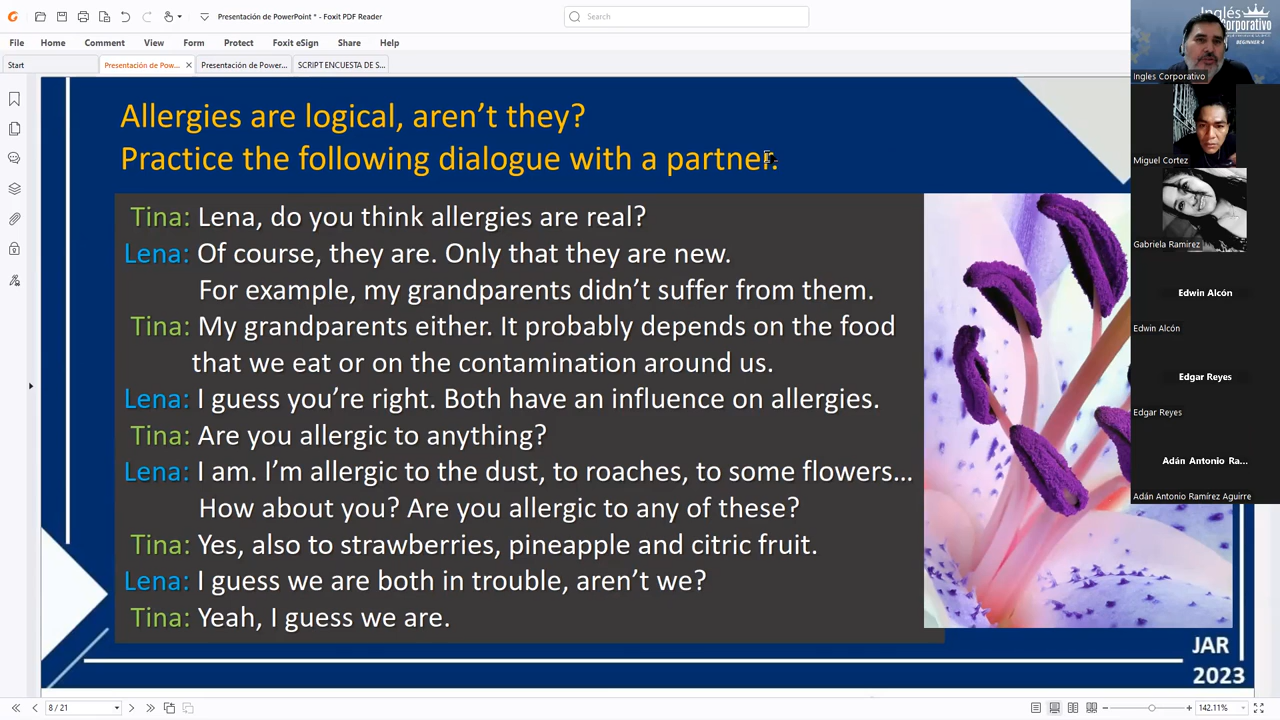 Presentación de PowerPoint * - Foxit PDF Reader
Search
File Home Comment View Form Protect Foxit eSign Share Help
Start
Presentación de Pow...
Presentación de Power...
SCRIPT ENCUESTA DE S...
Allergies are logical, aren't they?
Practice the following dialogue with a partner.
Tina: Lena, do you think allergies are real?
Lena: Of course, they are. Only that they are new.
For example, my grandparents didn't suffer from them.
Tina: My grandparents either. It probably depends on the food
that we eat or on the contamination around us.
Lena: I guess you're right. Both have an influence on allergies.
Tina: Are you allergic to anything?
Lena: I am. I'm allergic to the dust, to roaches, to some flowers...
How about you? Are you allergic to any of these?
Tina: Yes, also to strawberries, pineapple and citric fruit.
Lena: I guess we are both in trouble, aren't we?
Tina: Yeah, I guess we are.
JAR
2023
8 / 21
142.11%
Inglés
Corporativo
BEGINNER 4
Ingles Corporativo
Miguel Cortez
Gabriela Ramirez
Edwin Alcón
Edwin Alcón
Edgar Reyes
Edgar Reyes
Adán Antonio Ra...
Adán Antonio Ramírez Aguirre